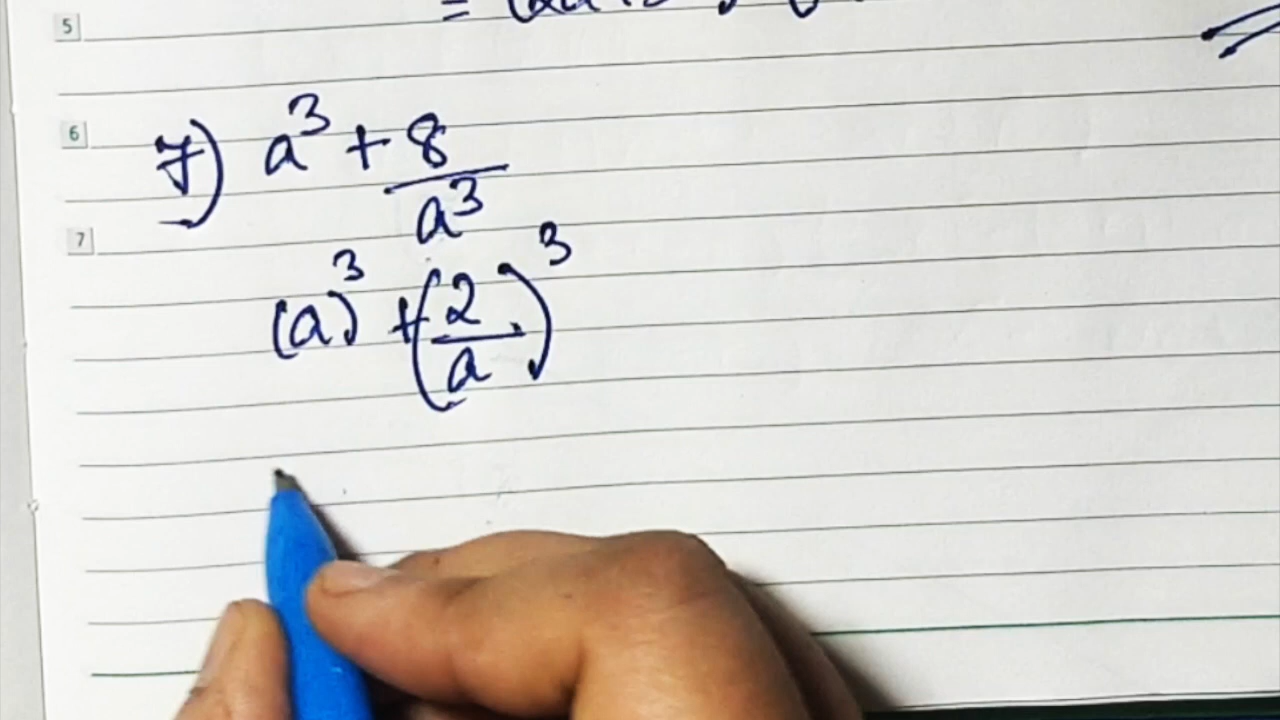 5
6
7) a³ + 8/a³
7
(a)³ + (2/a)³